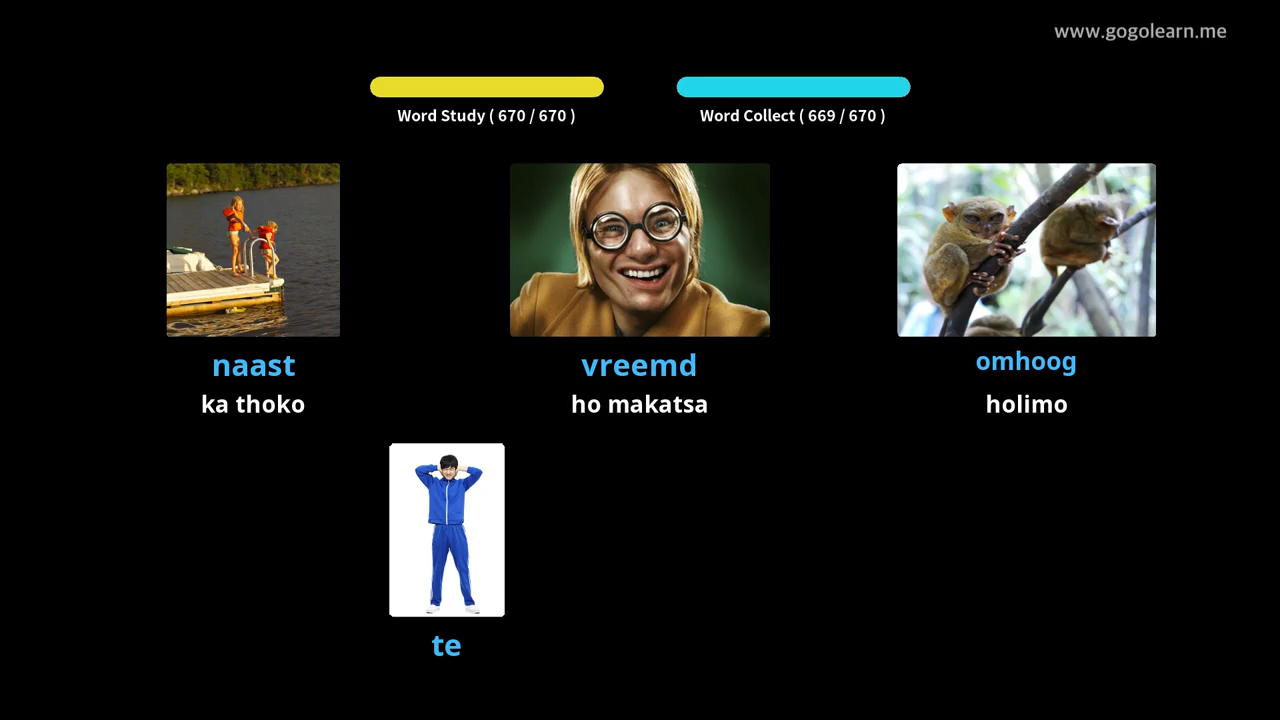 www.gogolearn.me
Word Study ( 670 / 670 )
Word Collect ( 669 / 670 )
naast
vreemd
omhoog
ka thoko
ho makatsa
holimo
te